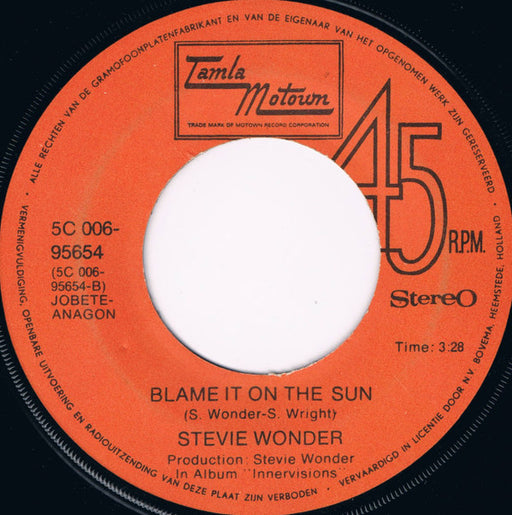 ALLE RECHTEN VAN DE GRAMOFOONPLATENFABRIKANT EN VAN DE EIGENAAR VAN HET OPGENOMEN WERK ZIJN GERESERVEERD
Tamla
Motown
TRADE MARK OF MOTOWN RECORD CORPORATION
45
R.P.M.
5C 006-
95654
(5C 006-
95654-B)
JOBETE-
ANAGON
Stereo
Time: 3:28
BLAME IT ON THE SUN
(S. Wonder-S. Wright)
STEVIE WONDER
Production: Stevie Wonder
In Album "Innervisions"
VERMENIGVULDIGING, OPENBARE UITVOERING EN RADIOUITZENDING VAN DEZE PLAAT ZIJN VERBODEN · VERVAARDIGD IN LICENTIE DOOR N.V. BOVEMA, HEEMSTEDE, HOLLAND ·